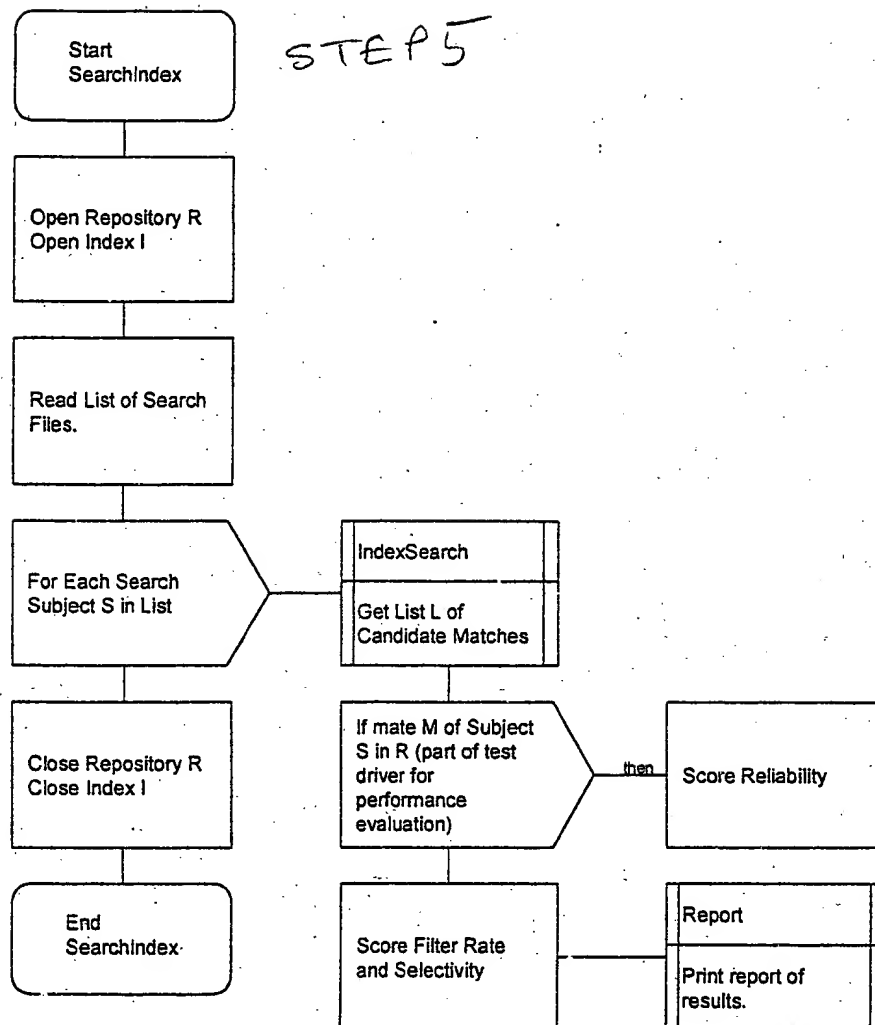 STEP 5
Start
SearchIndex
Open Repository R
Open Index I
Read List of Search
Files.
For Each Search
Subject S in List
IndexSearch
Get List L of
Candidate Matches
Close Repository R
Close Index I
If mate M of Subject
S in R (part of test
driver for
performance
evaluation)
then
Score Reliability
End
SearchIndex
Score Filter Rate
and Selectivity
Report
Print report of
results.